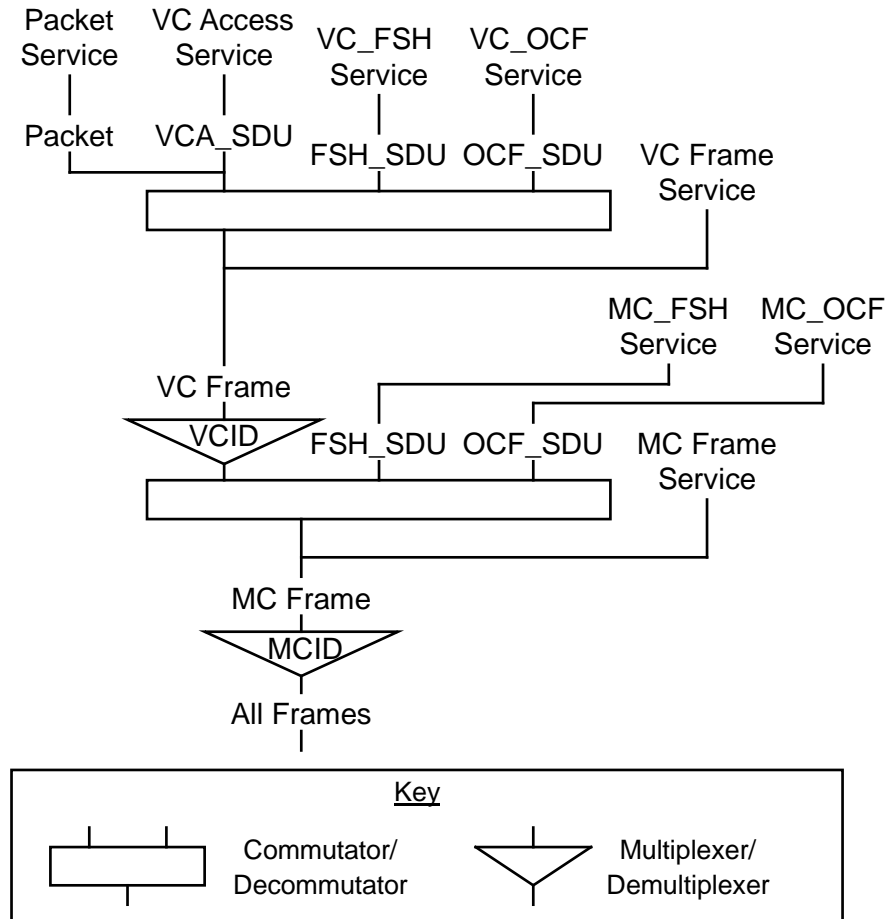 Packet
Service
VC Access
Service
VC_FSH
Service
VC_OCF
Service
Packet
VCA_SDU
FSH_SDU
OCF_SDU
VC Frame
Service
MC_FSH
Service
MC_OCF
Service
VC Frame
VCID
FSH_SDU
OCF_SDU
MC Frame
Service
MC Frame
MCID
All Frames
Key
Commutator/
Decommutator
Multiplexer/
Demultiplexer